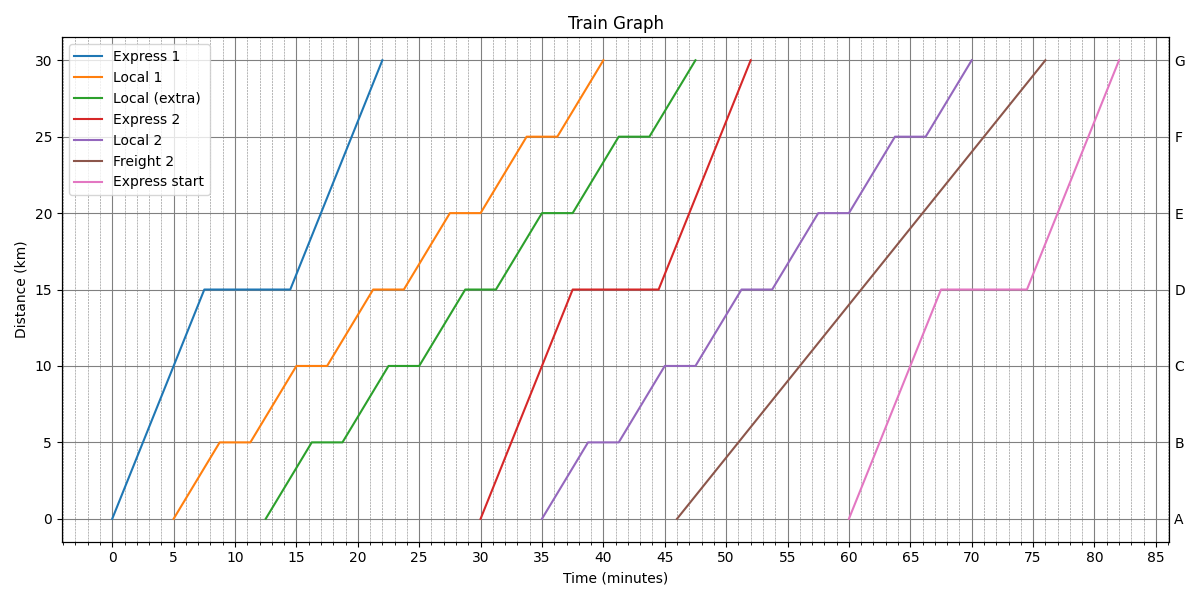 Train Graph
Express 1
Local 1
Local (extra)
Express 2
Local 2
Freight 2
Express start
Distance (km)
30
25
20
15
10
5
0
G
F
E
D
C
B
A
0 5 10 15 20 25 30 35 40 45 50 55 60 65 70 75 80 85
Time (minutes)